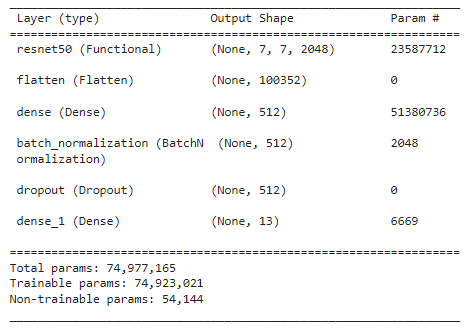 Layer (type) Output Shape Param #
resnet50 (Functional) (None, 7, 7, 2048) 23587712
flatten (Flatten) (None, 100352) 0
dense (Dense) (None, 512) 51380736
batch_normalization (BatchN (None, 512) 2048
ormalization)
dropout (Dropout) (None, 512) 0
dense_1 (Dense) (None, 13) 6669
Total params: 74,977,165
Trainable params: 74,923,021
Non-trainable params: 54,144